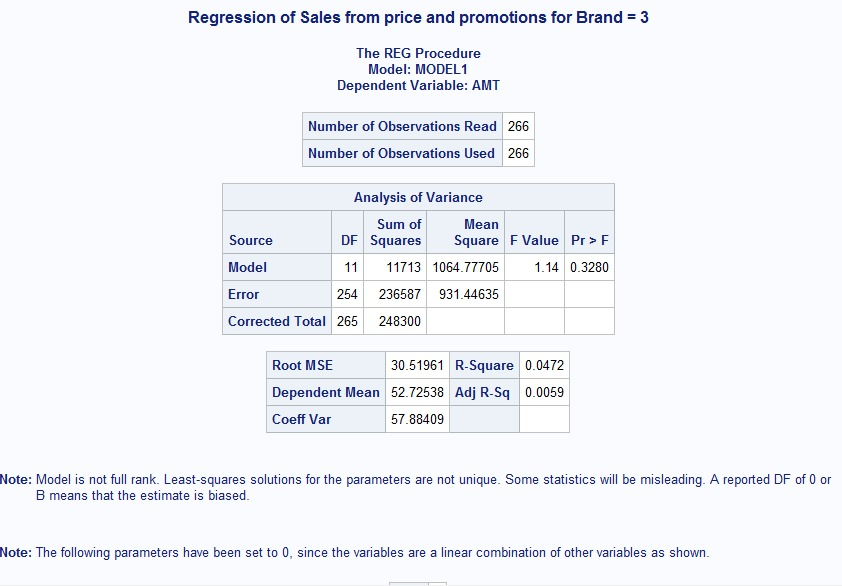 Regression of Sales from price and promotions for Brand = 3
The REG Procedure
Model: MODEL1
Dependent Variable: AMT
Number of Observations Read 266
Number of Observations Used 266
Analysis of Variance
Source DF Sum of Squares Mean Square F Value Pr > F
Model 11 11713 1064.77705 1.14 0.3280
Error 254 236587 931.44635
Corrected Total 265 248300
Root MSE 30.51961 R-Square 0.0472
Dependent Mean 52.72538 Adj R-Sq 0.0059
Coeff Var 57.88409
Note: Model is not full rank. Least-squares solutions for the parameters are not unique. Some statistics will be misleading. A reported DF of 0 or
B means that the estimate is biased.
Note: The following parameters have been set to 0, since the variables are a linear combination of other variables as shown.